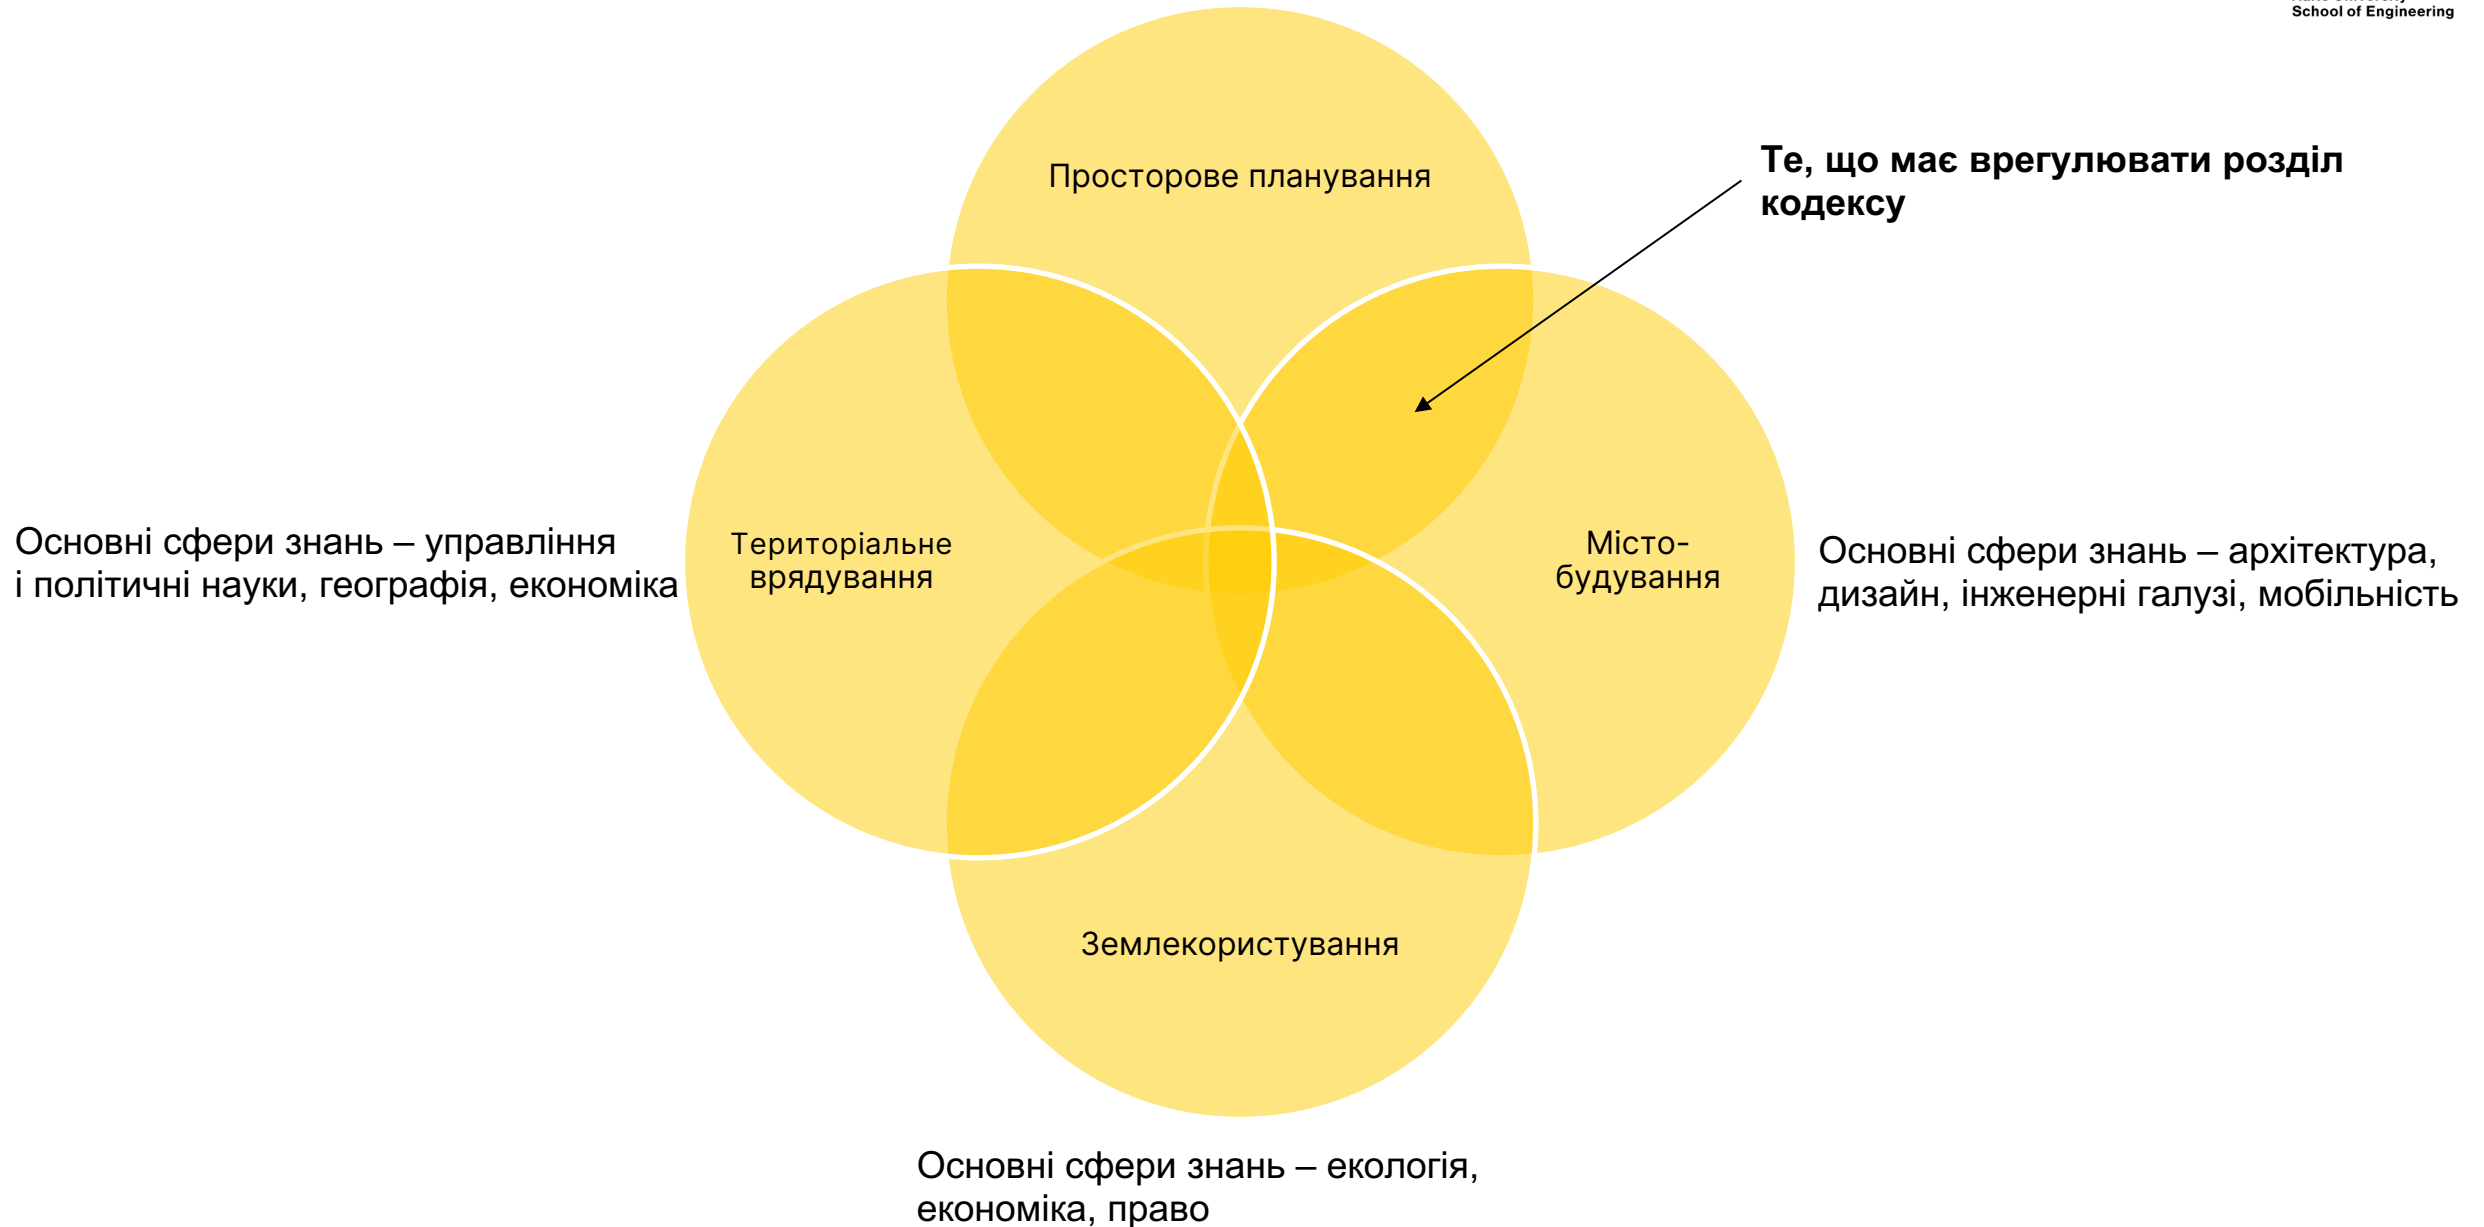 School of Engineering
Просторове планування
Те, що має врегулювати розділ
кодексу
Основні сфери знань – управління
і політичні науки, географія, економіка
Територіальне
врядування
Місто-
будування
Основні сфери знань – архітектура,
дизайн, інженерні галузі, мобільність
Землекористування
Основні сфери знань – екологія,
економіка, право